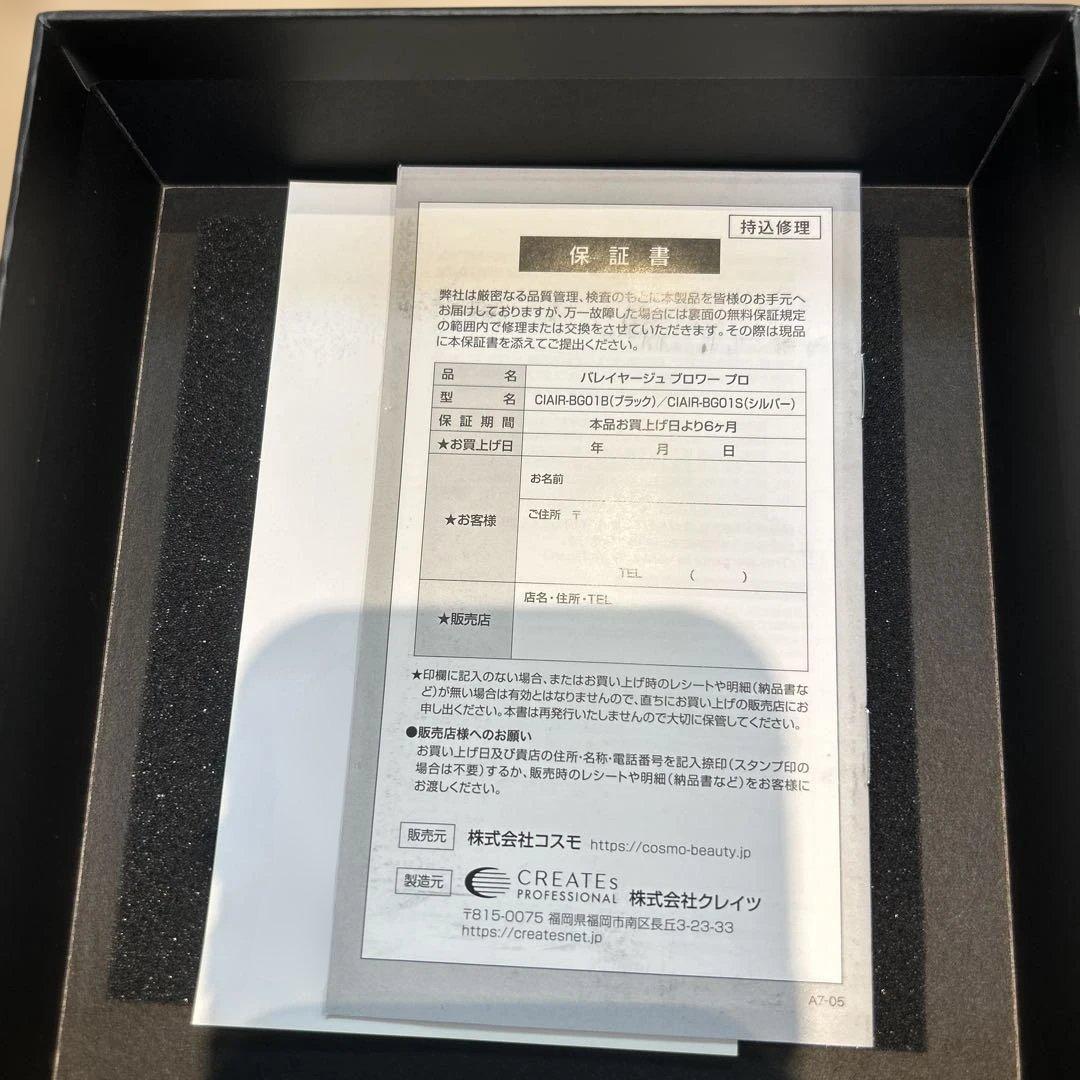 持込修理
保証書
弊社は厳密なる品質管理、検査のもとに本製品を皆様のお手元へ
お届けしておりますが、万一故障した場合には裏面の無料保証規定
の範囲内で修理または交換をさせていただきます。その際は現品
に本保証書を添えてご提出ください。
品名 バレイヤージュ ブロワー プロ
型名 CIAIR-BG01B(ブラック)/CIAIR-BG01S(シルバー)
保証期間 本品お買上げ日より6ヶ月
★お買上げ日 年 月 日
お名前
★お客様
ご住所 〒
TEL ( )
店名・住所・TEL
★販売店
★印欄に記入のない場合、またはお買い上げ時のレシートや明細(納品書な
ど)が無い場合は有効とはなりませんので、直ちにお買い上げの販売店にお
申し出ください。本書は再発行いたしませんので大切に保管してください。
●販売店様へのお願い
お買い上げ日及び貴店の住所・名称・電話番号を記入捺印(スタンプ印の
場合は不要)するか、販売時のレシートや明細(納品書など)をお客様に
お渡しください。
販売元 株式会社コスモ https://cosmo-beauty.jp
製造元 CREATEs PROFESSIONAL 株式会社クレイツ
〒815-0075 福岡県福岡市南区長丘3-23-33
https://createsnet.jp
A7-05